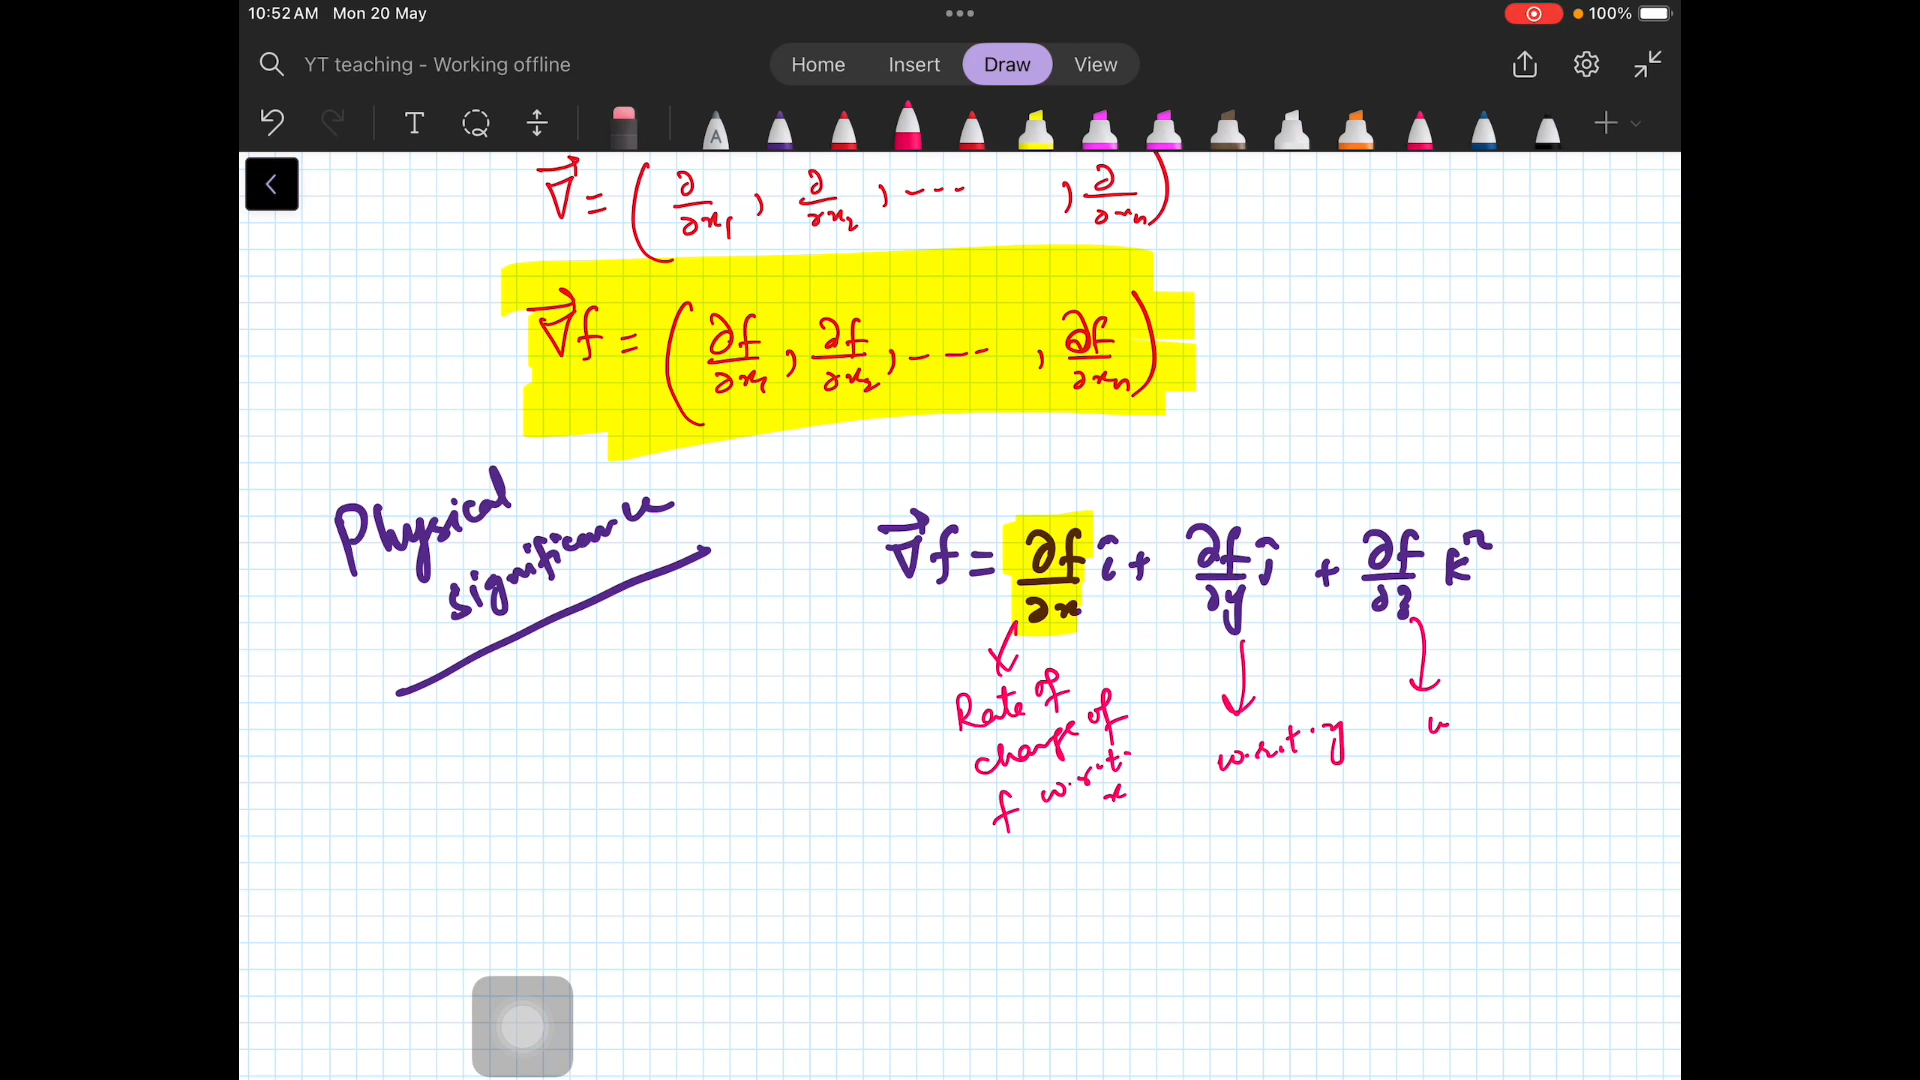 10:52 AM Mon 20 May
100%
YT teaching - Working offline
Home Insert Draw View
T
A
∇⃗ = ( ∂/∂x₁ , ∂/∂x₂ , ---- , ∂/∂xₙ )
∇⃗f = ( ∂f/∂x₁ , ∂f/∂x₂ , ---- , ∂f/∂xₙ )
Physical
significance
∇⃗f = ∂f/∂x î + ∂f/∂y ĵ + ∂f/∂z k̂
Rate of
change of
f w.r.t.
x
w.r.t. y